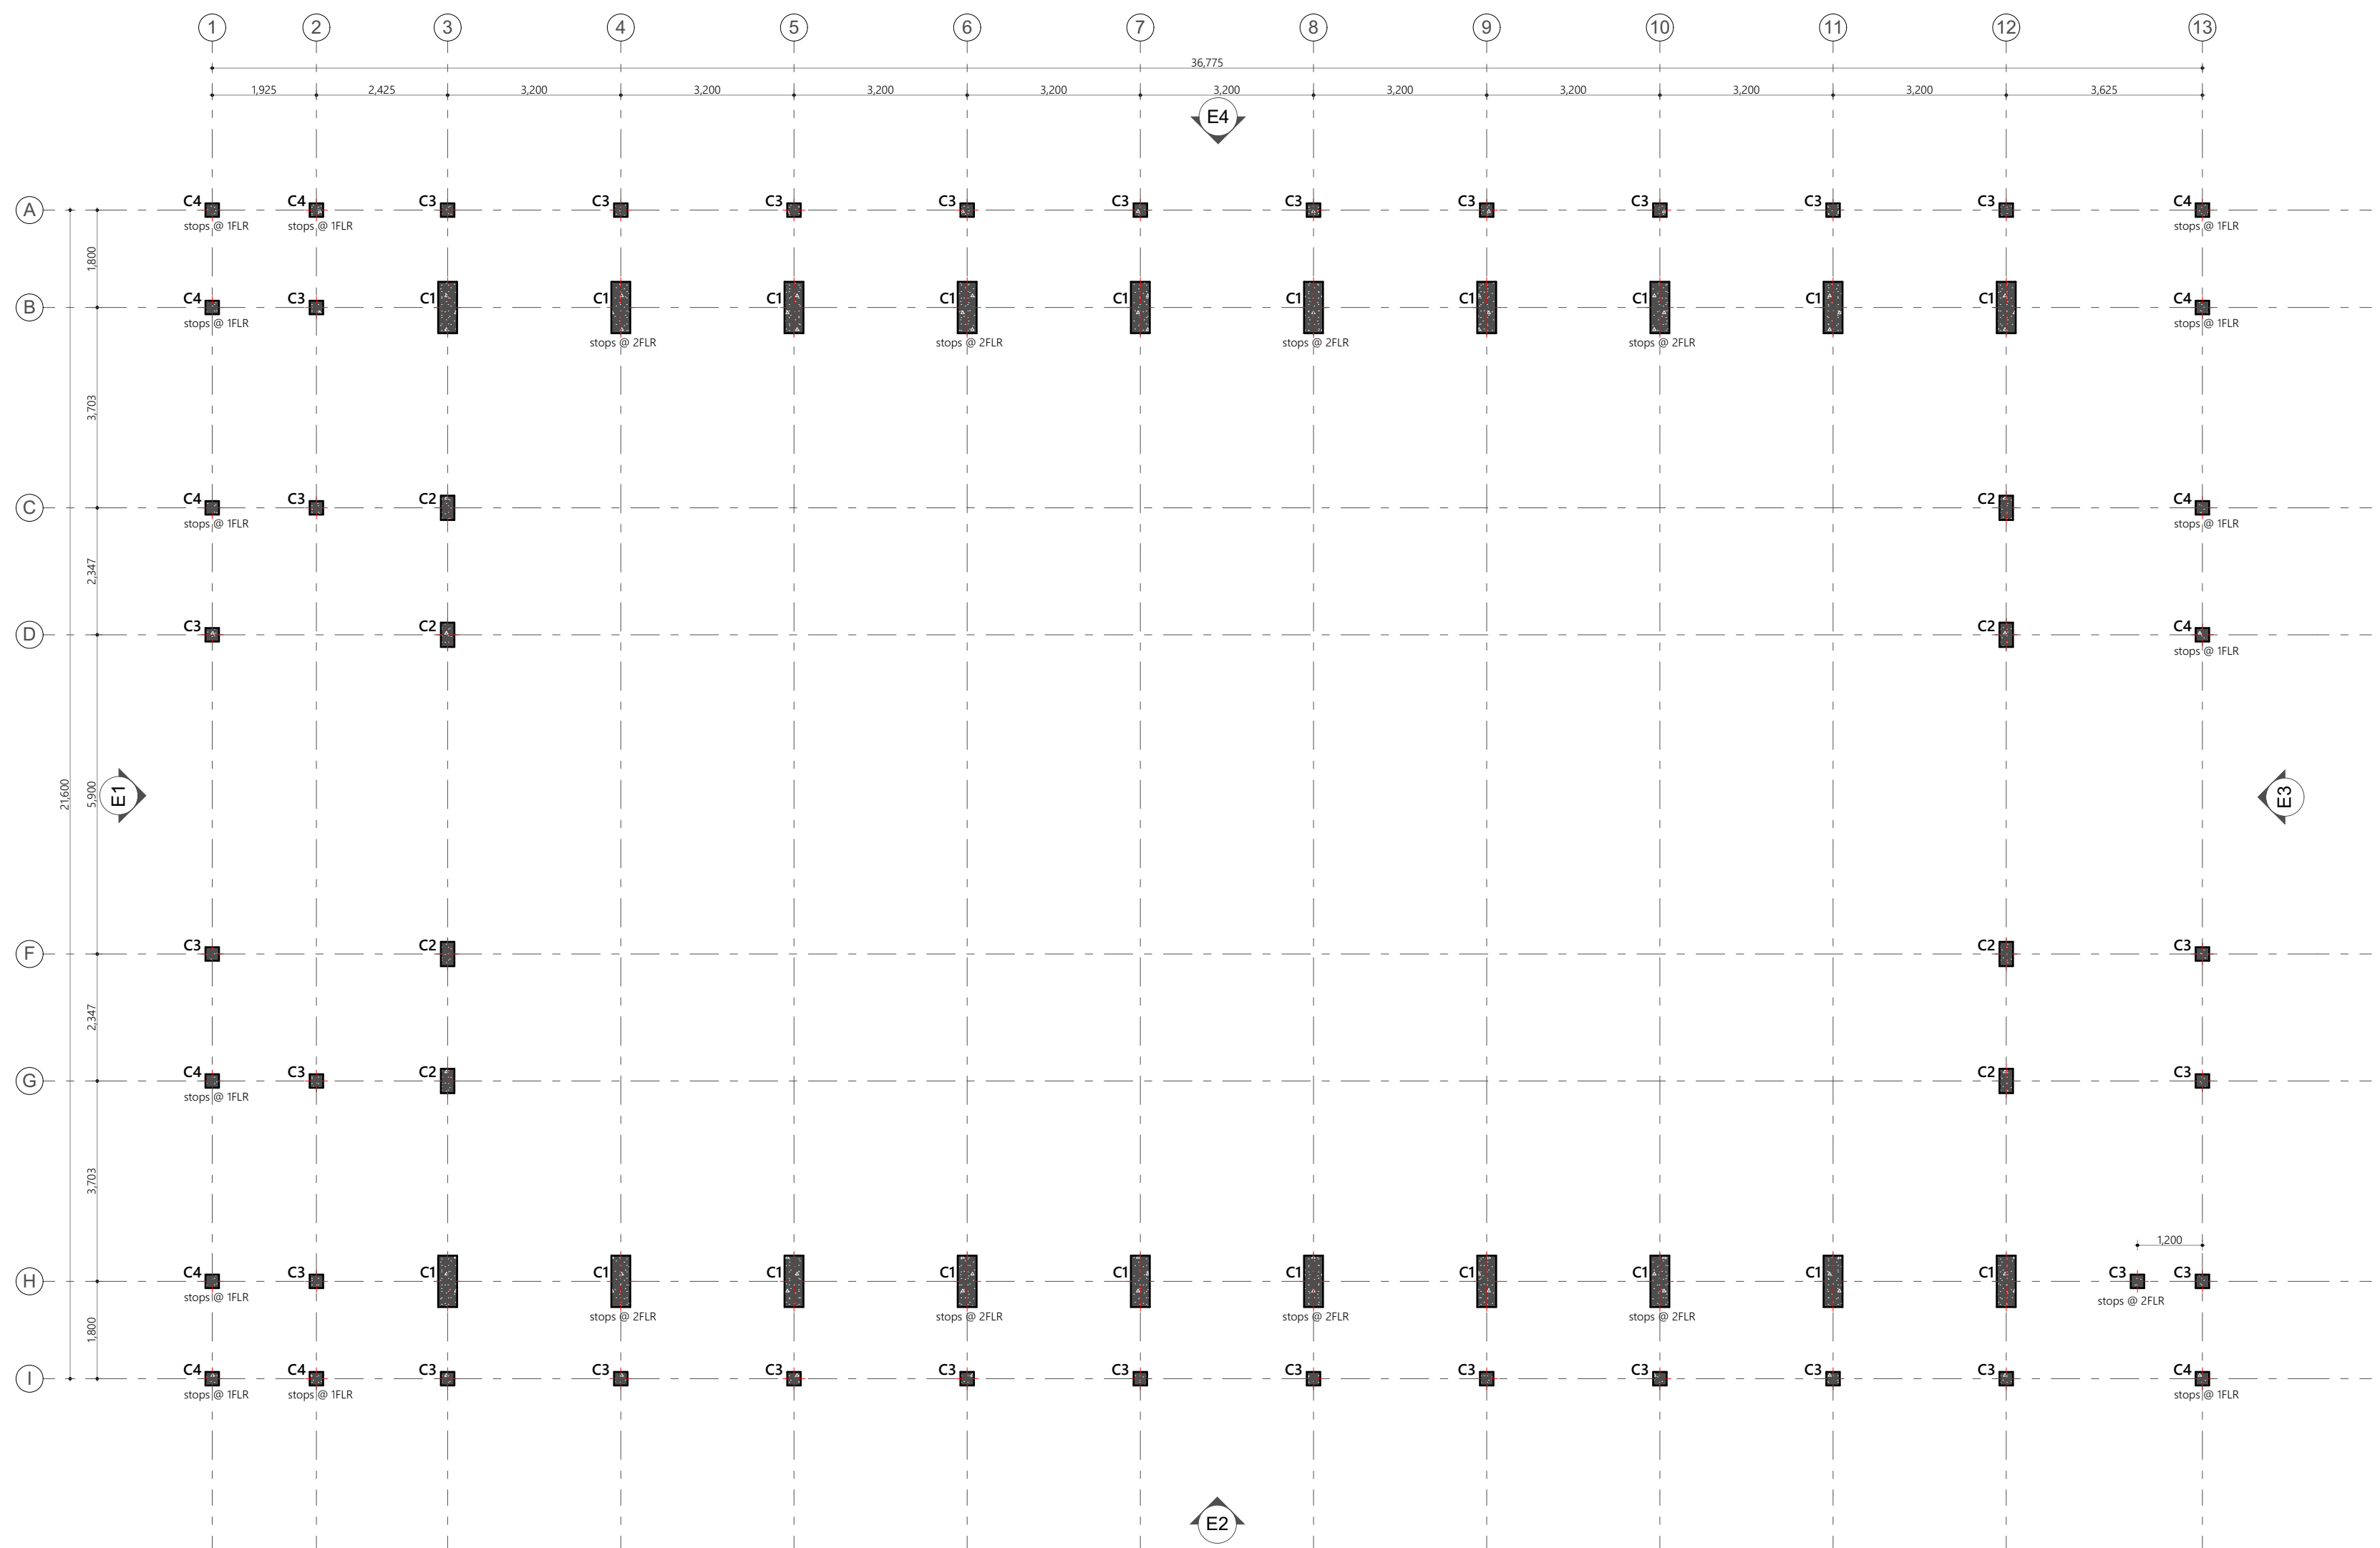 1 2 3 4 5 6 7 8 9 10 11 12 13
36,775
1,925 2,425 3,200 3,200 3,200 3,200 3,200 3,200 3,200 3,200 3,200 3,625
E4
A C4 C4 C3 C3 C3 C3 C3 C3 C3 C3 C3 C3 C4
stops @ 1FLR stops @ 1FLR stops @ 1FLR
1,800
B C4 C3 C1 C1 C1 C1 C1 C1 C1 C1 C1 C1 C4
stops @ 1FLR stops @ 1FLR
stops @ 2FLR stops @ 2FLR stops @ 2FLR stops @ 2FLR
3,703
C C4 C3 C2 C2 C4
stops @ 1FLR stops @ 1FLR
2,347
D C3 C2 C2 C4
stops @ 1FLR
21,600 5,900 E1 E3
F C3 C2 C2 C3
2,347
G C4 C3 C2 C2 C3
stops @ 1FLR
3,703
1,200
H C4 C3 C1 C1 C1 C1 C1 C1 C1 C1 C1 C1 C3 C3
stops @ 1FLR stops @ 2FLR
stops @ 2FLR stops @ 2FLR stops @ 2FLR stops @ 2FLR
1,800
I C4 C4 C3 C3 C3 C3 C3 C3 C3 C3 C3 C3 C4
stops @ 1FLR stops @ 1FLR stops @ 1FLR
E2